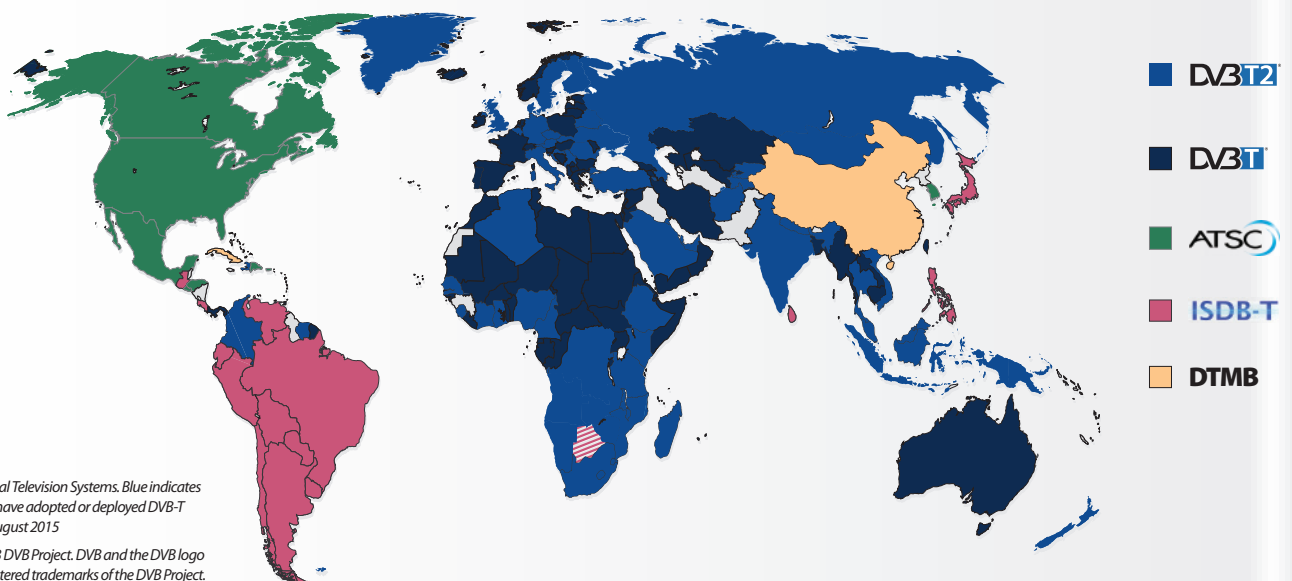 DVB T2
DVB T
ATSC
ISDB-T
DTMB
al Television Systems. Blue indicates
have adopted or deployed DVB-T
gust 2015
DVB Project. DVB and the DVB logo
tered trademarks of the DVB Project.